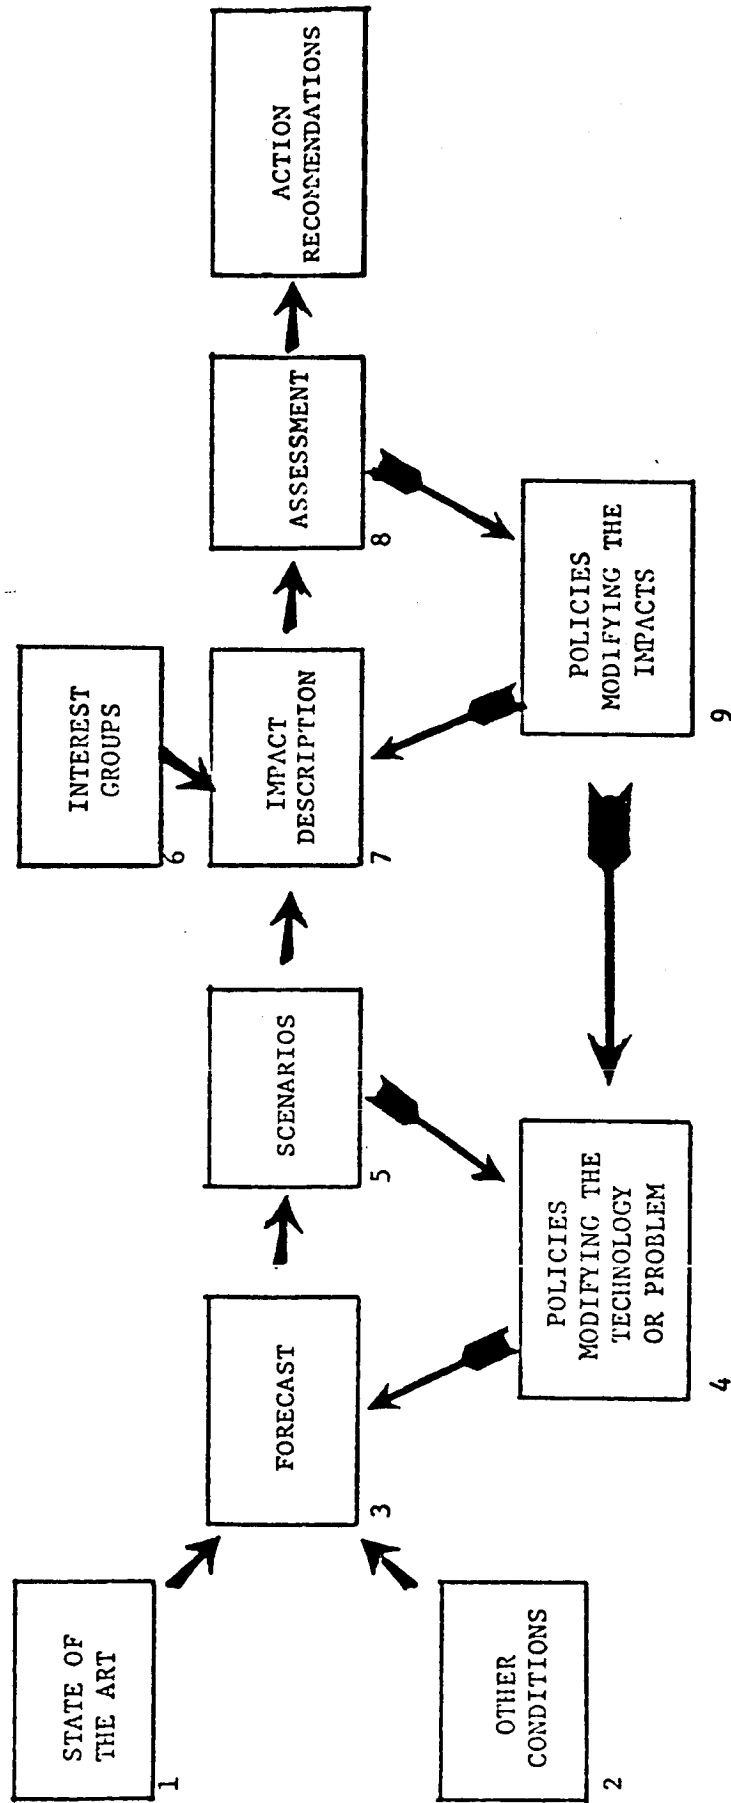 STATE OF
THE ART
1
OTHER
CONDITIONS
2
FORECAST
3
POLICIES
MODIFYING THE
TECHNOLOGY
OR PROBLEM
4
SCENARIOS
5
INTEREST
GROUPS
6
IMPACT
DESCRIPTION
7
ASSESSMENT
8
POLICIES
MODIFYING THE
IMPACTS
9
ACTION
RECOMMENDATIONS